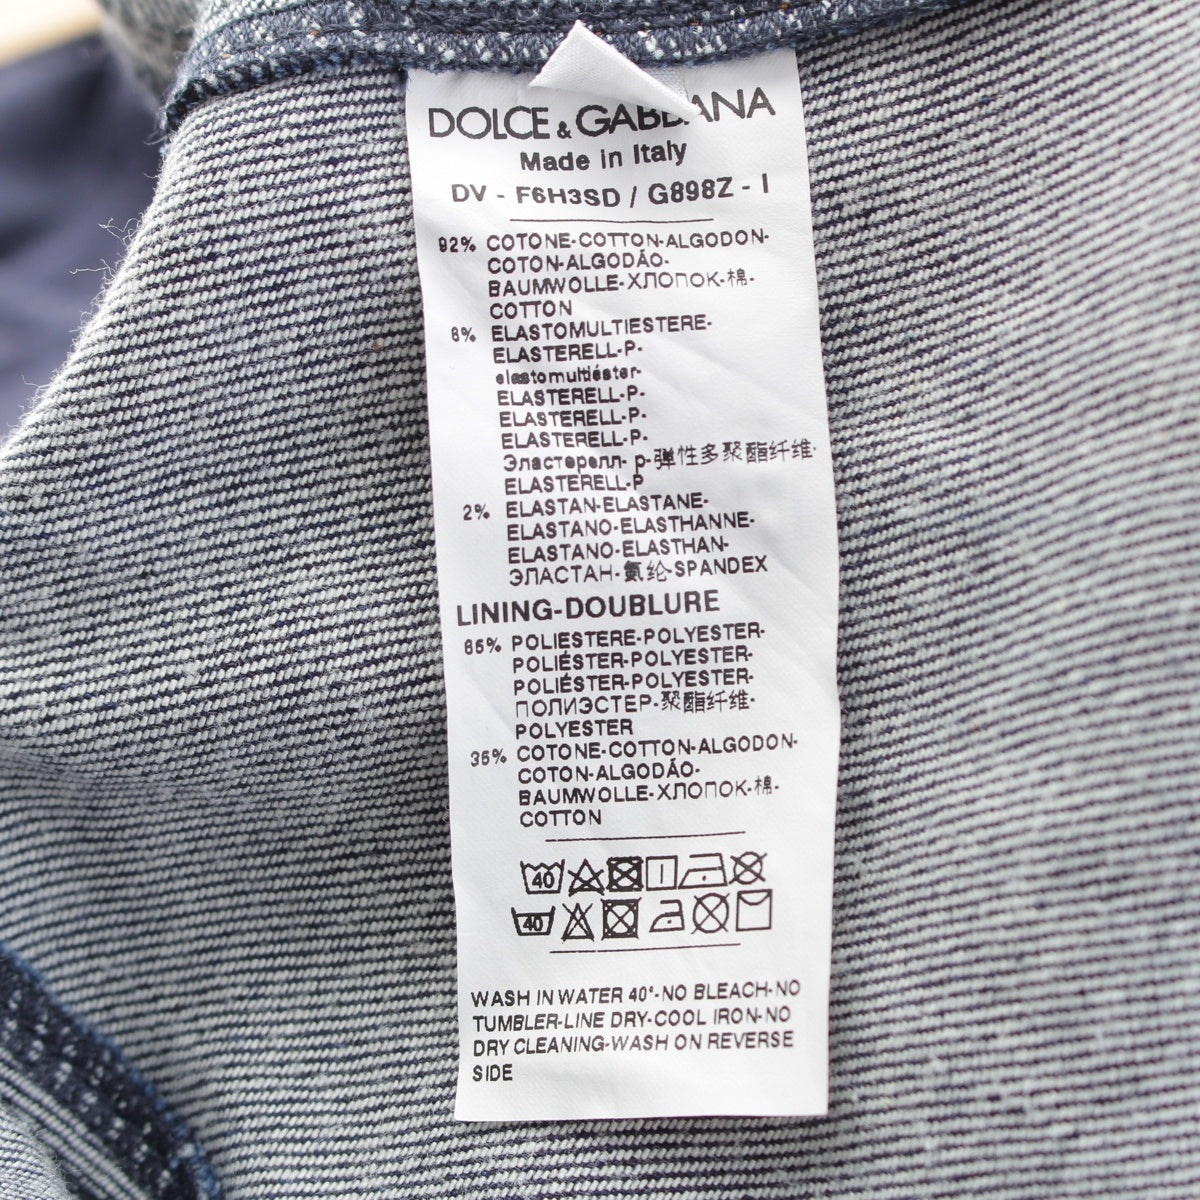 DOLCE & GABBANA
Made in Italy
DV - F6H3SD / G898Z - I
92% COTONE-COTTON-ALGODON-
COTON-ALGODÃO-
BAUMWOLLE-ХЛОПОК-棉-
COTTON
6% ELASTOMULTIESTERE-
ELASTERELL-P-
elastomultiéster-
ELASTERELL-P-
ELASTERELL-P-
ELASTERELL-P-
Эластерелл- р-弹性多聚酯纤维-
ELASTERELL-P
2% ELASTAN-ELASTANE-
ELASTANO-ELASTHANNE-
ELASTANO-ELASTHAN-
ЭЛАСТАН-氨纶-SPANDEX
LINING-DOUBLURE
65% POLIESTERE-POLYESTER-
POLIÉSTER-POLYESTER-
POLIÉSTER-POLYESTER-
ПОЛИЭСТЕР-聚酯纤维-
POLYESTER
35% COTONE-COTTON-ALGODON-
COTON-ALGODÃO-
BAUMWOLLE-ХЛОПОК-棉-
COTTON
40
40
WASH IN WATER 40°-NO BLEACH-NO
TUMBLER-LINE DRY-COOL IRON-NO
DRY CLEANING-WASH ON REVERSE
SIDE